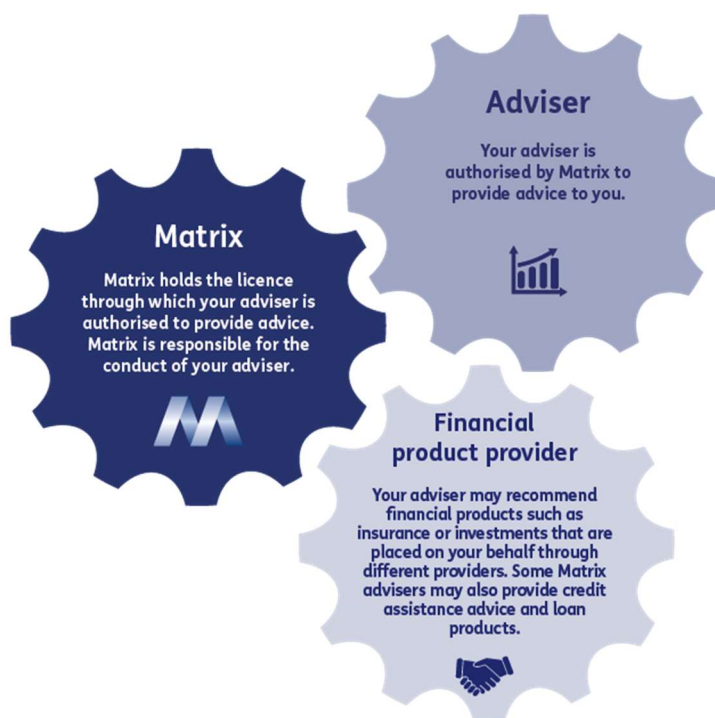 Adviser
Your adviser is
authorised by Matrix to
provide advice to you.
Matrix
Matrix holds the licence
through which your adviser is
authorised to provide advice.
Matrix is responsible for the
conduct of your adviser.
Financial
product provider
Your adviser may recommend
financial products such as
insurance or investments that are
placed on your behalf through
different providers. Some Matrix
advisers may also provide credit
assistance advice and loan
products.